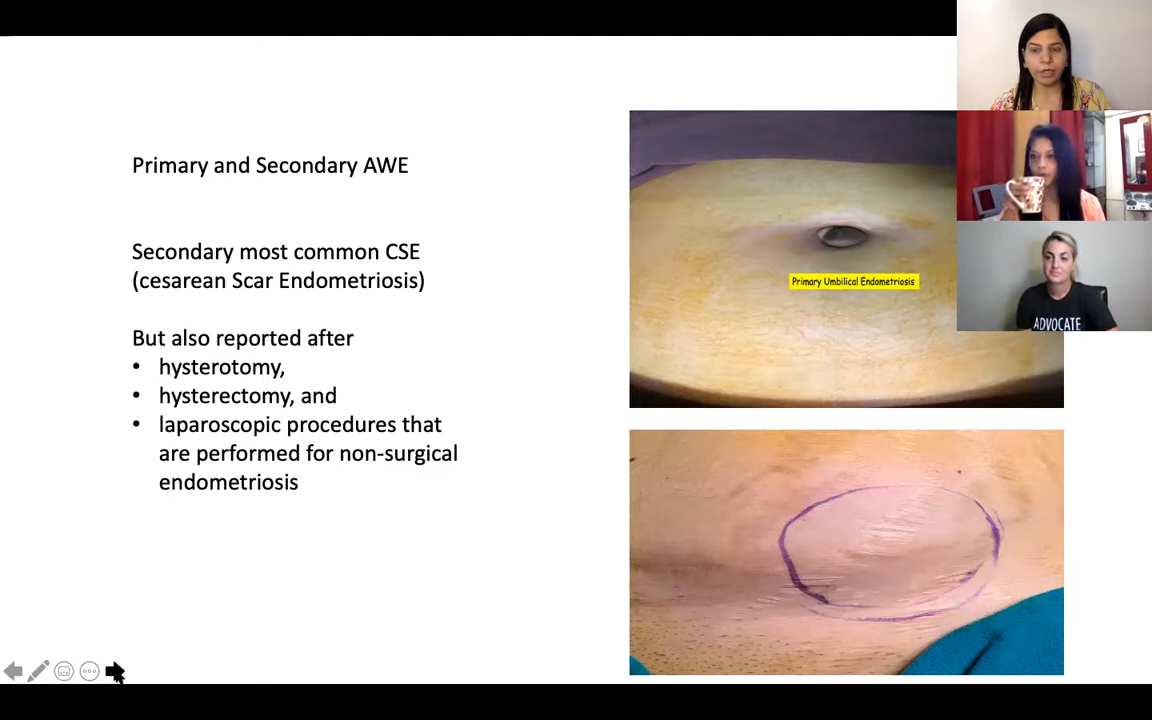 Primary and Secondary AWE
Secondary most common CSE
(cesarean Scar Endometriosis)
But also reported after
• hysterotomy,
• hysterectomy, and
• laparoscopic procedures that
are performed for non-surgical
endometriosis
Primary Umbilical Endometriosis
ADVOCATE